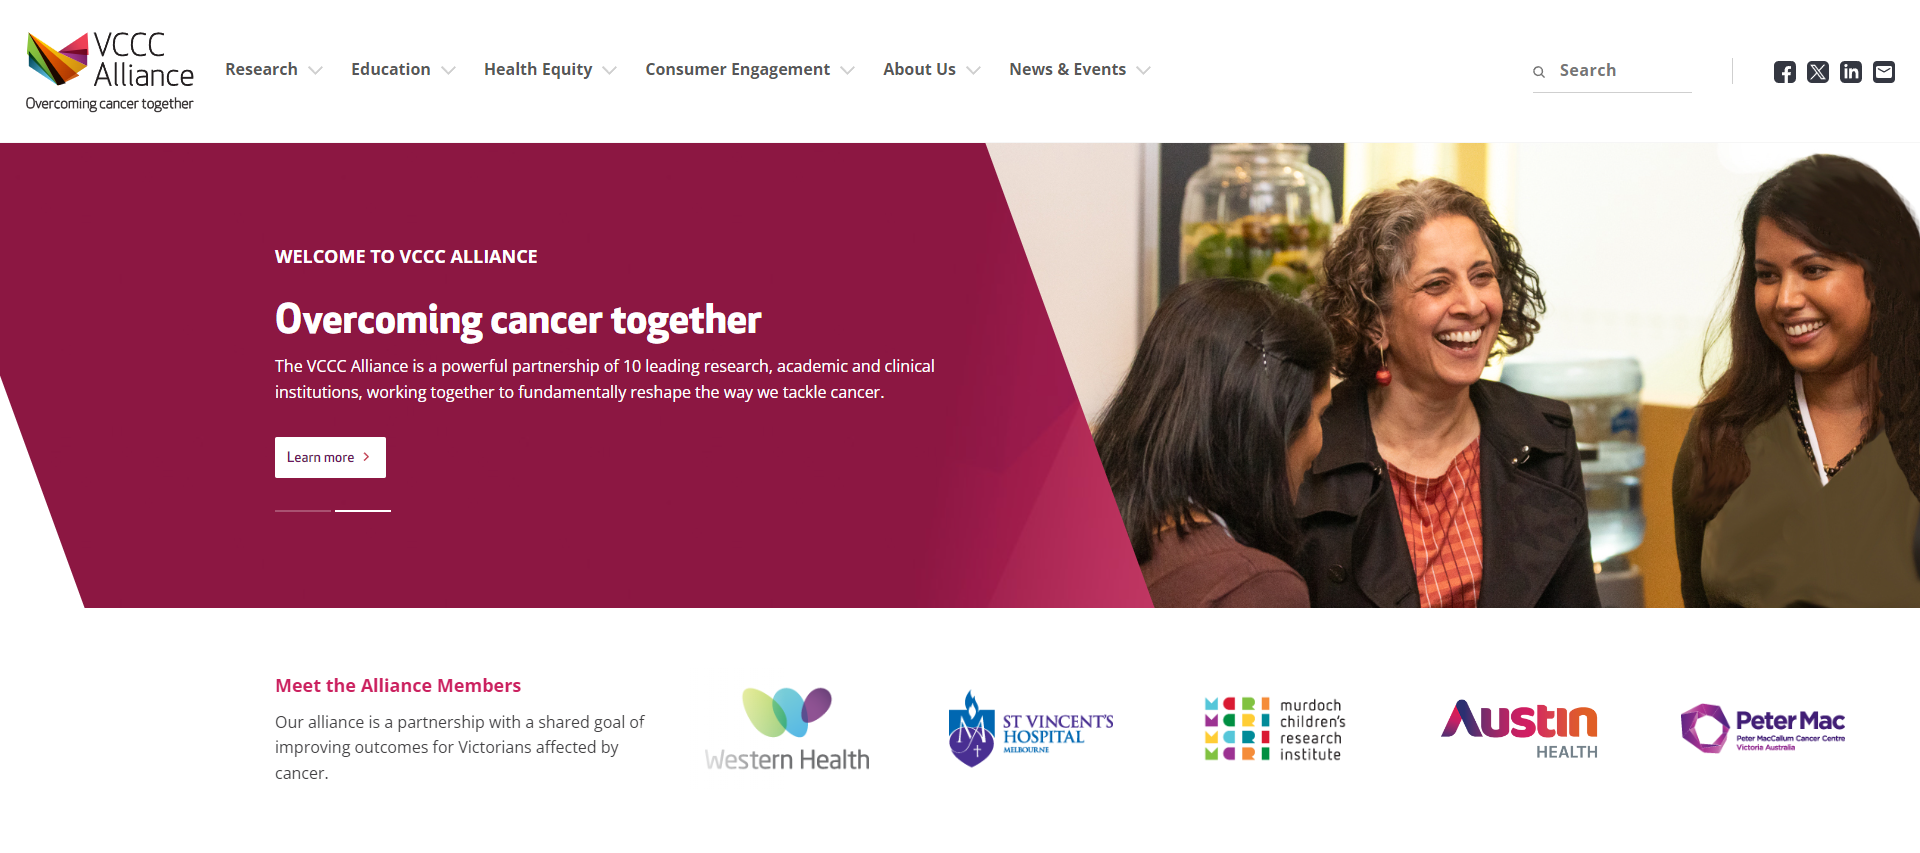 VCCC
Alliance
Overcoming cancer together
Research
Education
Health Equity
Consumer Engagement
About Us
News & Events
Search
WELCOME TO VCCC ALLIANCE
Overcoming cancer together
The VCCC Alliance is a powerful partnership of 10 leading research, academic and clinical
institutions, working together to fundamentally reshape the way we tackle cancer.
Learn more
Meet the Alliance Members
Our alliance is a partnership with a shared goal of
improving outcomes for Victorians affected by
cancer.
Western Health
ST VINCENT'S
HOSPITAL
MELBOURNE
MCRI
MCRI
MCRI
MCRI
murdoch
children's
research
institute
Austin
HEALTH
Peter Mac
Peter MacCallum Cancer Centre
Victoria Australia